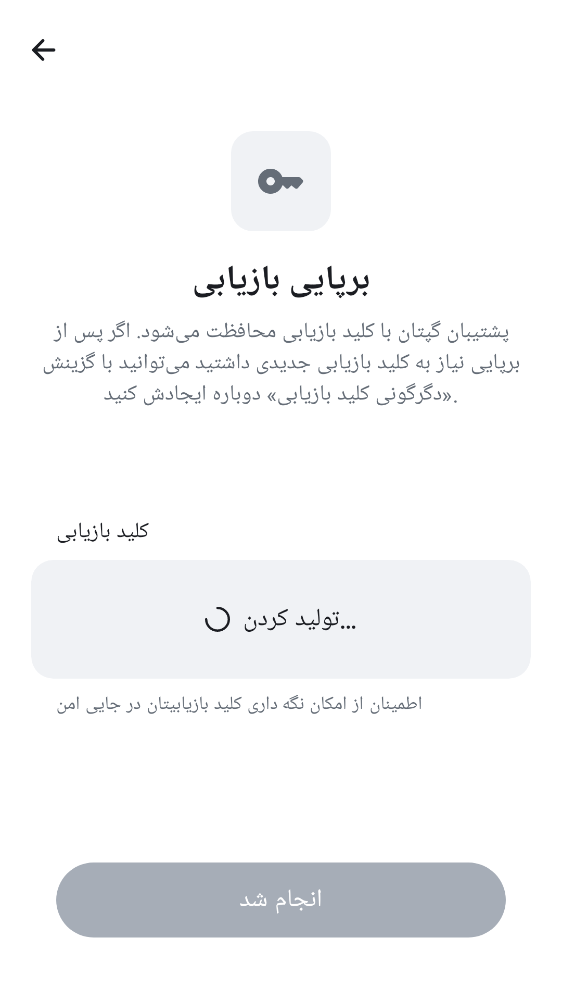 برپایی بازیابی
پشتیبان گپتان با کلید بازیابی محافظت می‌شود. اگر پس از
برپایی نیاز به کلید بازیابی جدیدی داشتید می‌توانید با گزینش
«دگرگونی کلید بازیابی» دوباره ایجادش کنید.
کلید بازیابی
تولید کردن...
اطمینان از امکان نگه داری کلید بازیابیتان در جایی امن
انجام شد